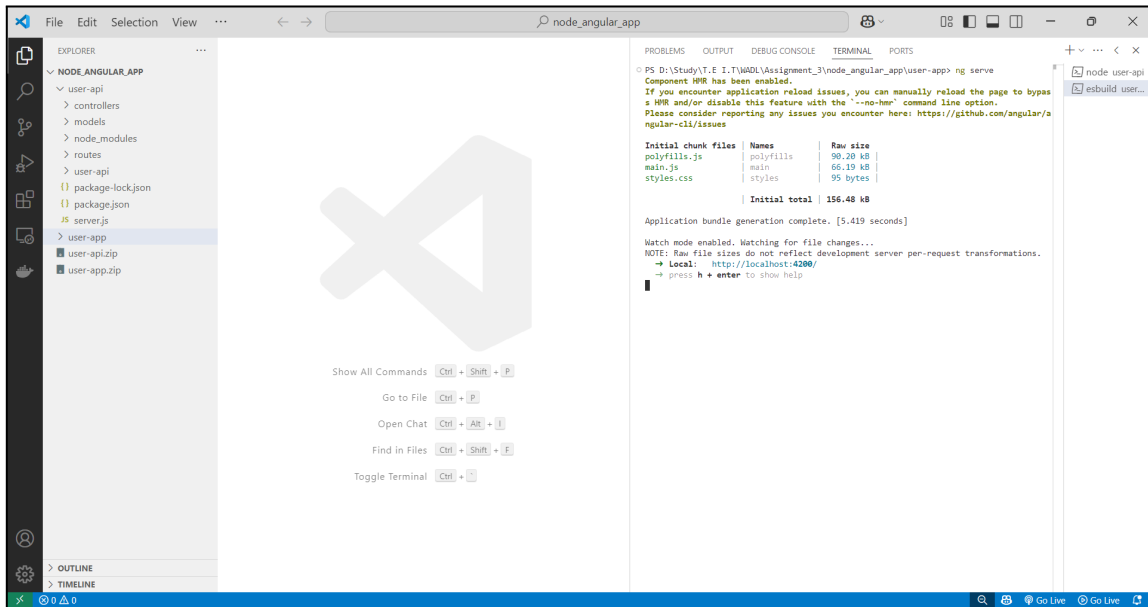 File Edit Selection View ···
node_angular_app
EXPLORER ···
NODE_ANGULAR_APP
user-api
controllers
models
node_modules
routes
user-api
{} package-lock.json
{} package.json
JS server.js
user-app
user-api.zip
user-app.zip
OUTLINE
TIMELINE
Show All Commands Ctrl + Shift + P
Go to File Ctrl + P
Open Chat Ctrl + Alt + I
Find in Files Ctrl + Shift + F
Toggle Terminal Ctrl + `
PROBLEMS OUTPUT DEBUG CONSOLE TERMINAL PORTS
PS D:\Study\T.E I.T\WADL\Assignment_3\node_angular_app\user-app> ng serve
Component HMR has been enabled.
If you encounter application reload issues, you can manually reload the page to bypas
s HMR and/or disable this feature with the `--no-hmr` command line option.
Please consider reporting any issues you encounter here: https://github.com/angular/a
ngular-cli/issues
Initial chunk files | Names | Raw size
polyfills.js | polyfills | 90.20 kB |
main.js | main | 66.19 kB |
styles.css | styles | 95 bytes |
| Initial total | 156.48 kB
Application bundle generation complete. [5.419 seconds]
Watch mode enabled. Watching for file changes...
NOTE: Raw file sizes do not reflect development server per-request transformations.
➜ Local: http://localhost:4200/
➜ press h + enter to show help
node user-api
esbuild user...
0 0
Go Live Go Live